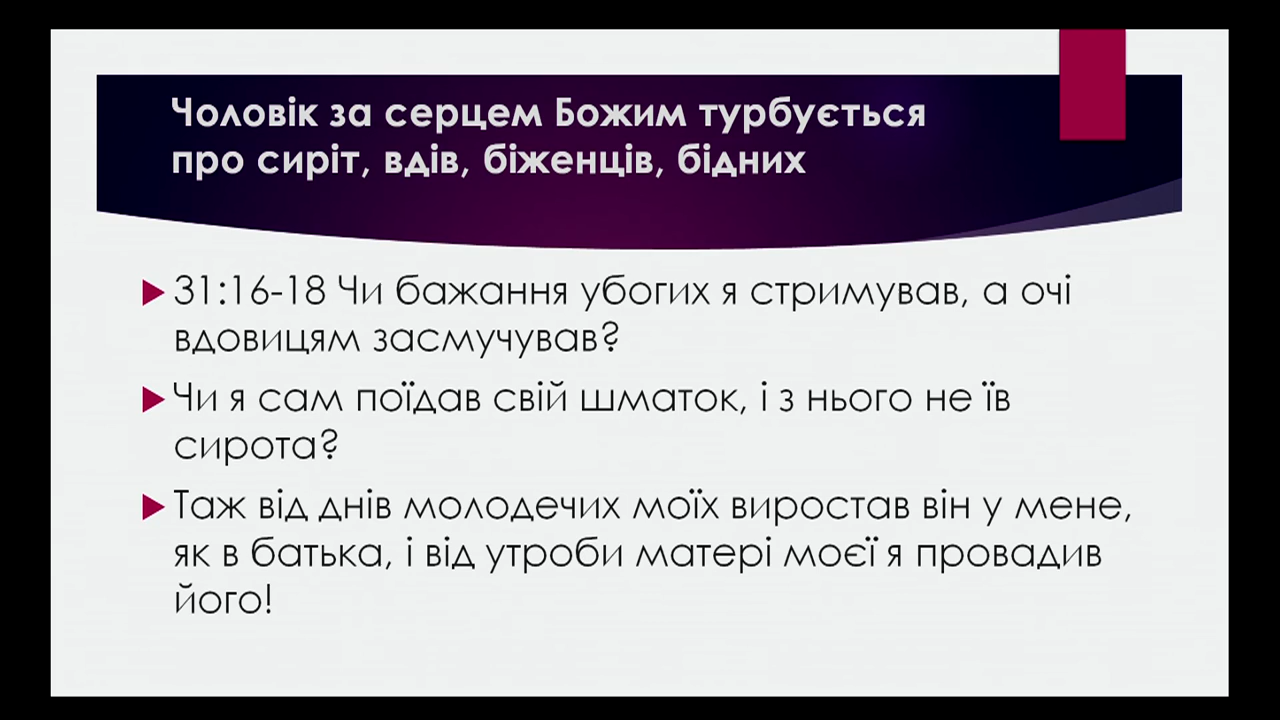 Чоловік за серцем Божим турбується
про сиріт, вдів, біженців, бідних
31:16-18 Чи бажання убогих я стримував, а очі
вдовицям засмучував?
Чи я сам поїдав свій шматок, і з нього не їв
сирота?
Таж від днів молодечих моїх виростав він у мене,
як в батька, і від утроби матері моєї я провадив
його!